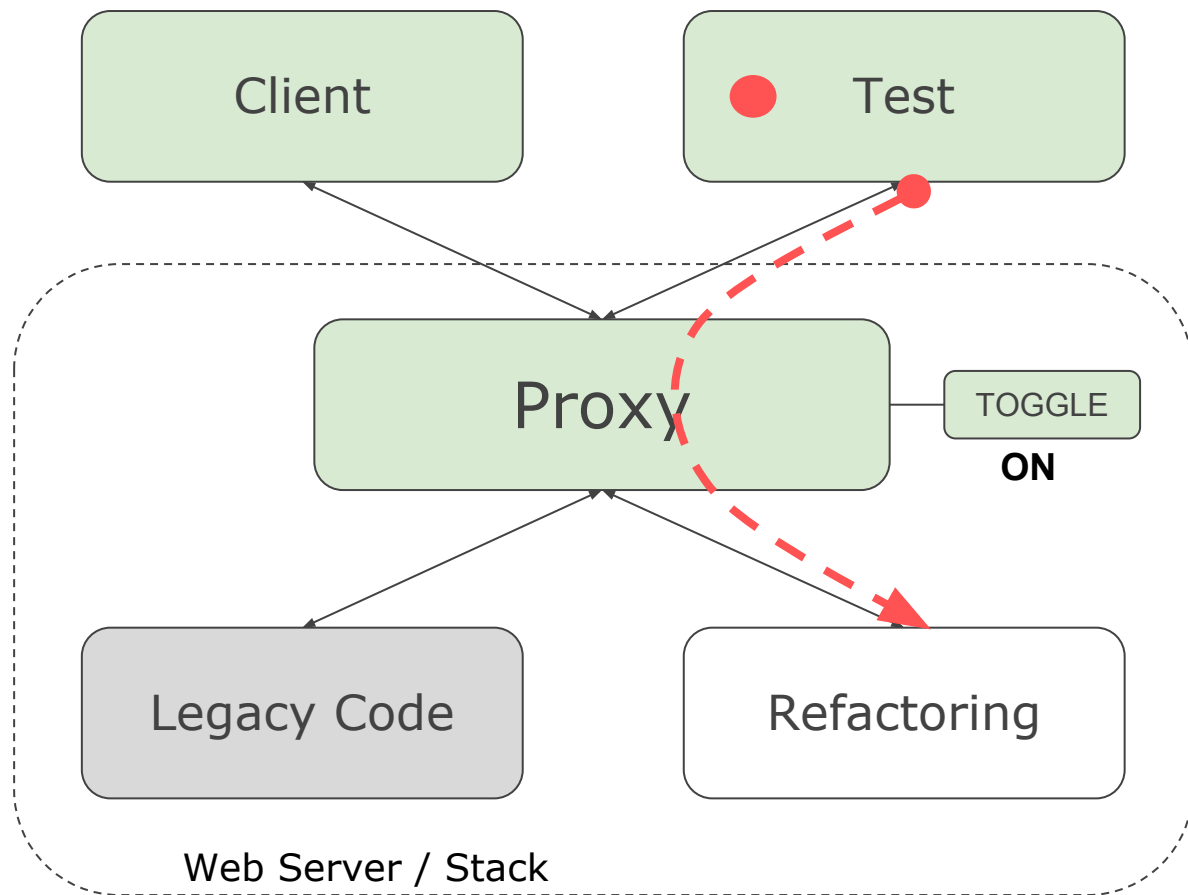 Client
Test
Proxy
TOGGLE
ON
Legacy Code
Refactoring
Web Server / Stack